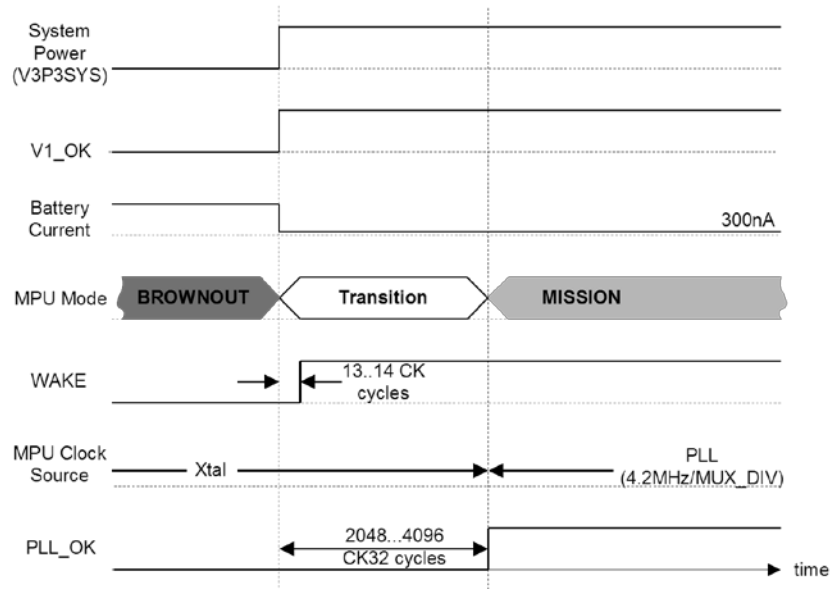 System
Power
(V3P3SYS)
V1_OK
Battery
Current
300nA
MPU Mode
BROWNOUT
Transition
MISSION
WAKE
13..14 CK
cycles
MPU Clock
Source
Xtal
PLL
(4.2MHz/MUX_DIV)
PLL_OK
2048...4096
CK32 cycles
time